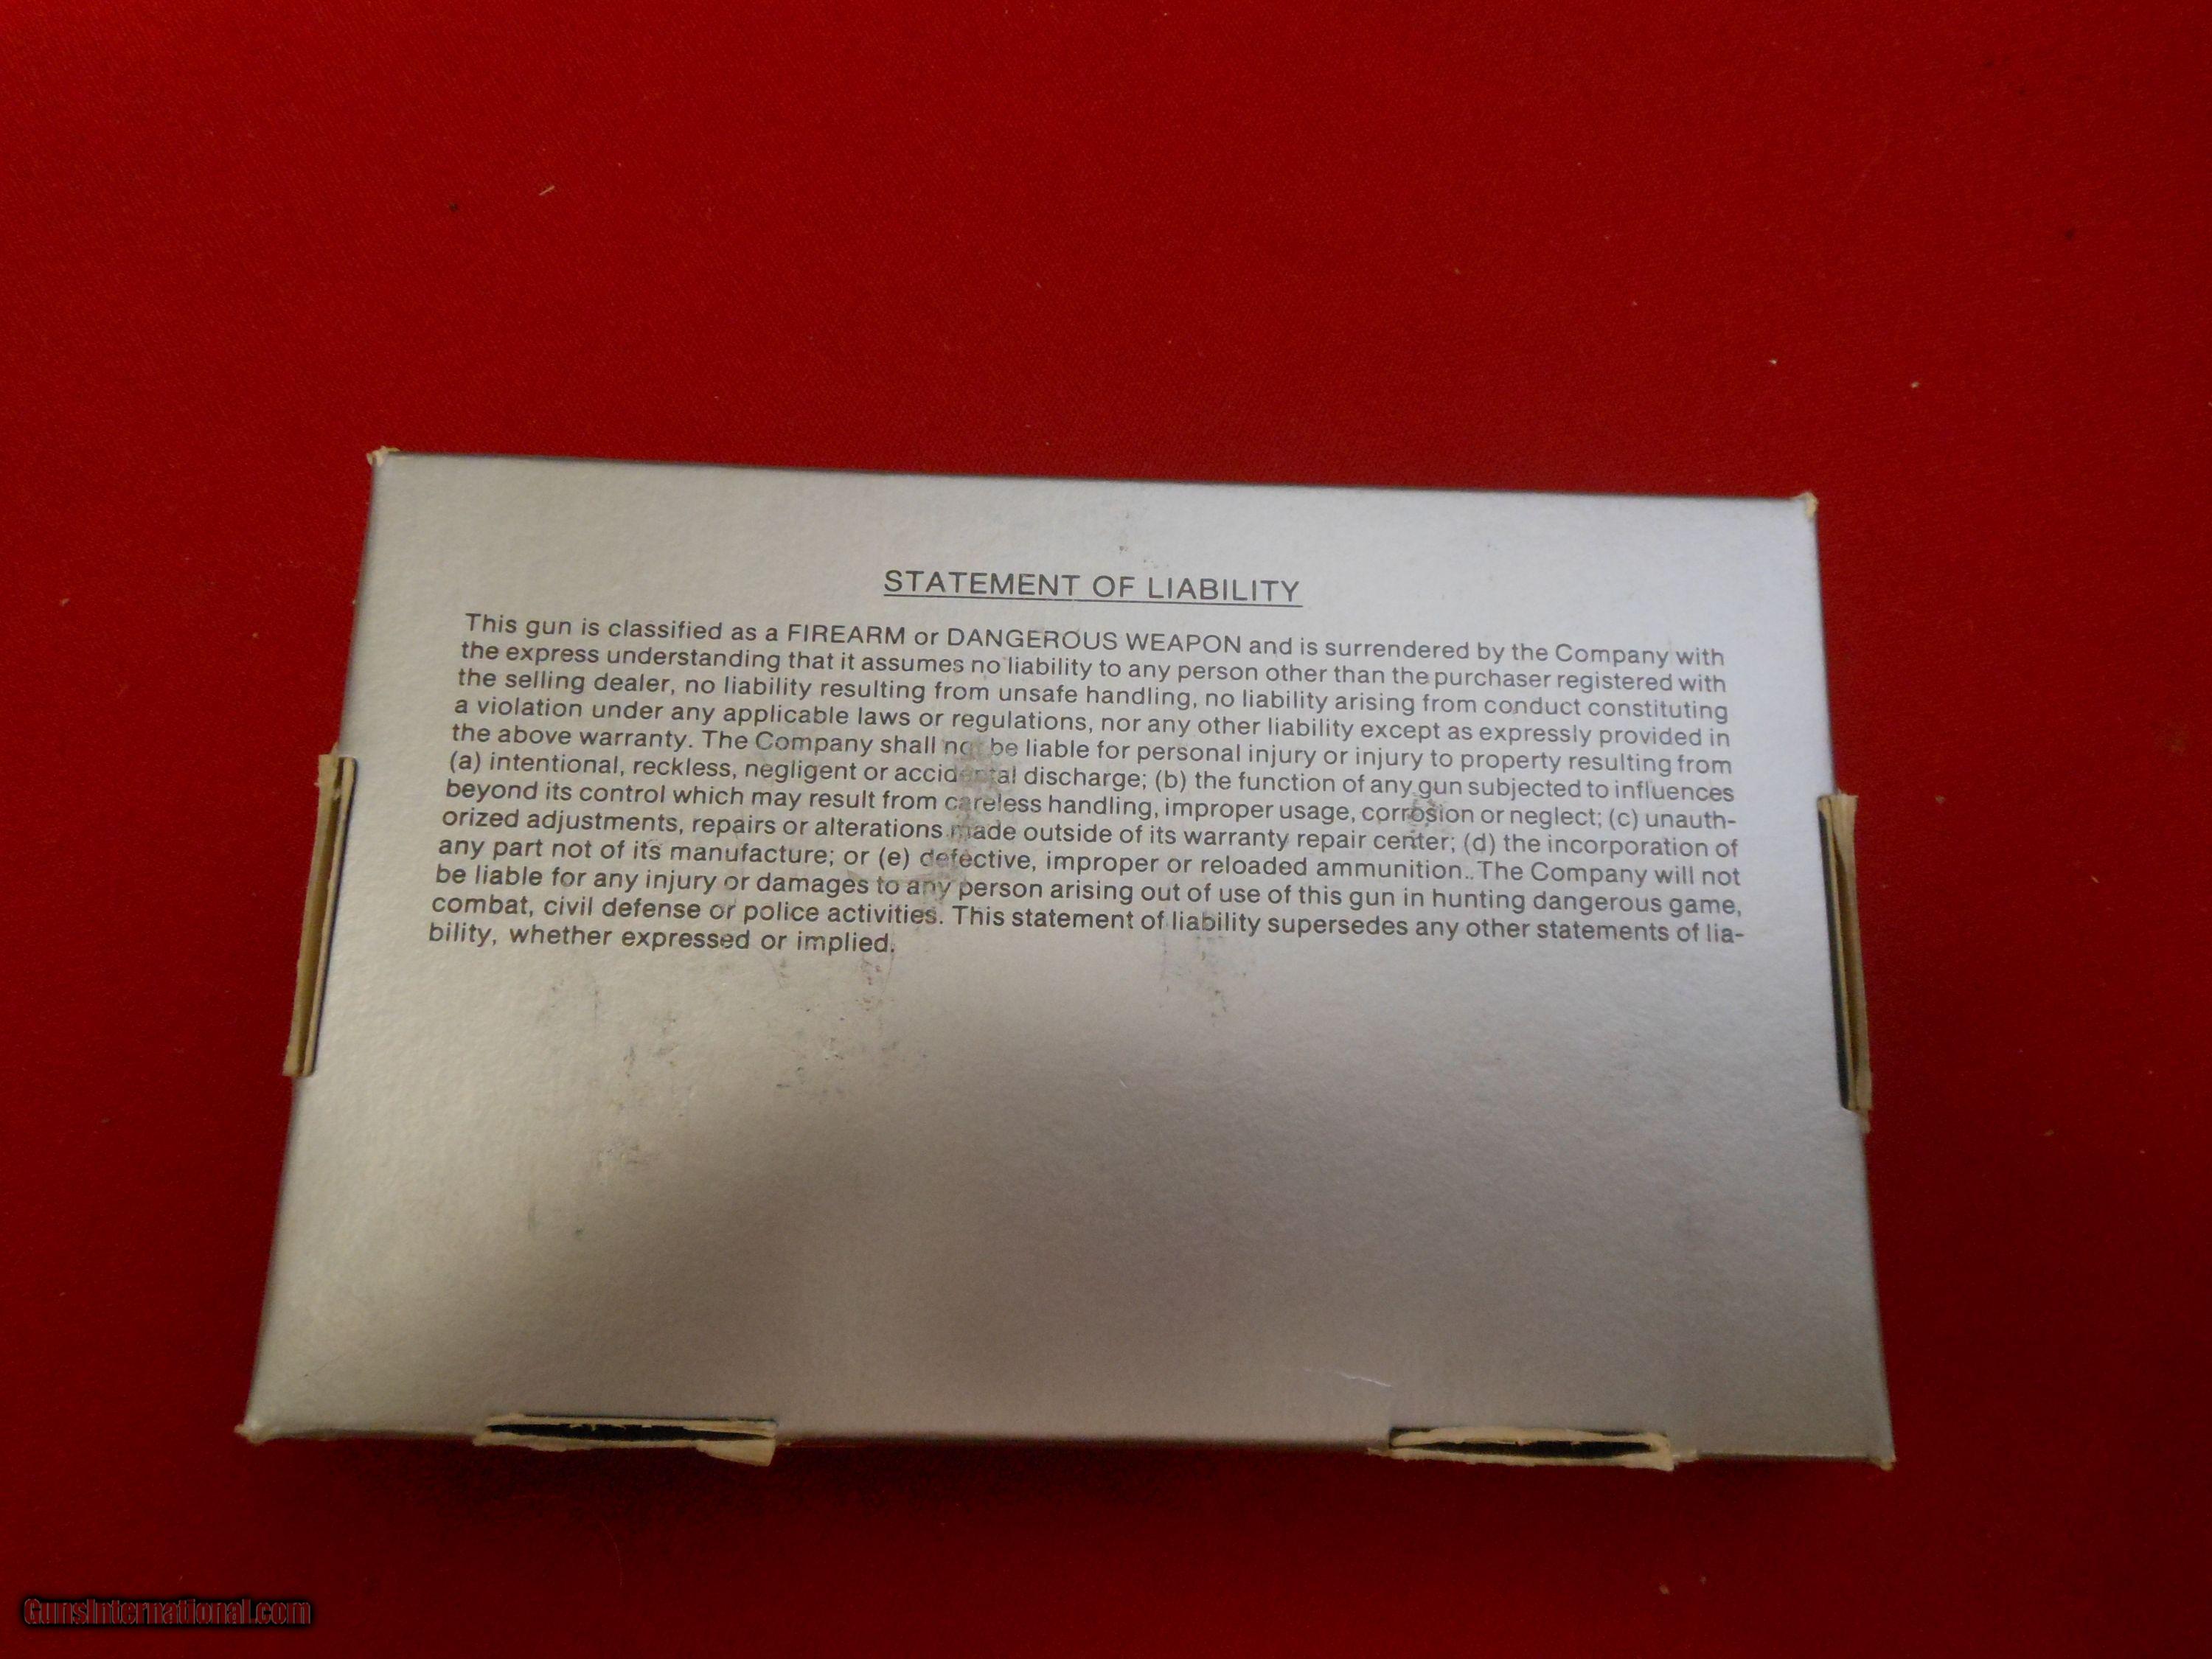 STATEMENT OF LIABILITY
This gun is classified as a FIREARM or DANGEROUS WEAPON and is surrendered by the Company with
the express understanding that it assumes no liability to any person other than the purchaser registered with
the selling dealer, no liability resulting from unsafe handling, no liability arising from conduct constituting
a violation under any applicable laws or regulations, nor any other liability except as expressly provided in
the above warranty. The Company shall not be liable for personal injury or injury to property resulting from
(a) intentional, reckless, negligent or accidental discharge; (b) the function of any gun subjected to influences
beyond its control which may result from careless handling, improper usage, corrosion or neglect; (c) unauth-
orized adjustments, repairs or alterations made outside of its warranty repair center; (d) the incorporation of
any part not of its manufacture; or (e) defective, improper or reloaded ammunition.. The Company will not
be liable for any injury or damages to any person arising out of use of this gun in hunting dangerous game,
combat, civil defense or police activities. This statement of liability supersedes any other statements of lia-
bility, whether expressed or implied.
GunsInternational.com